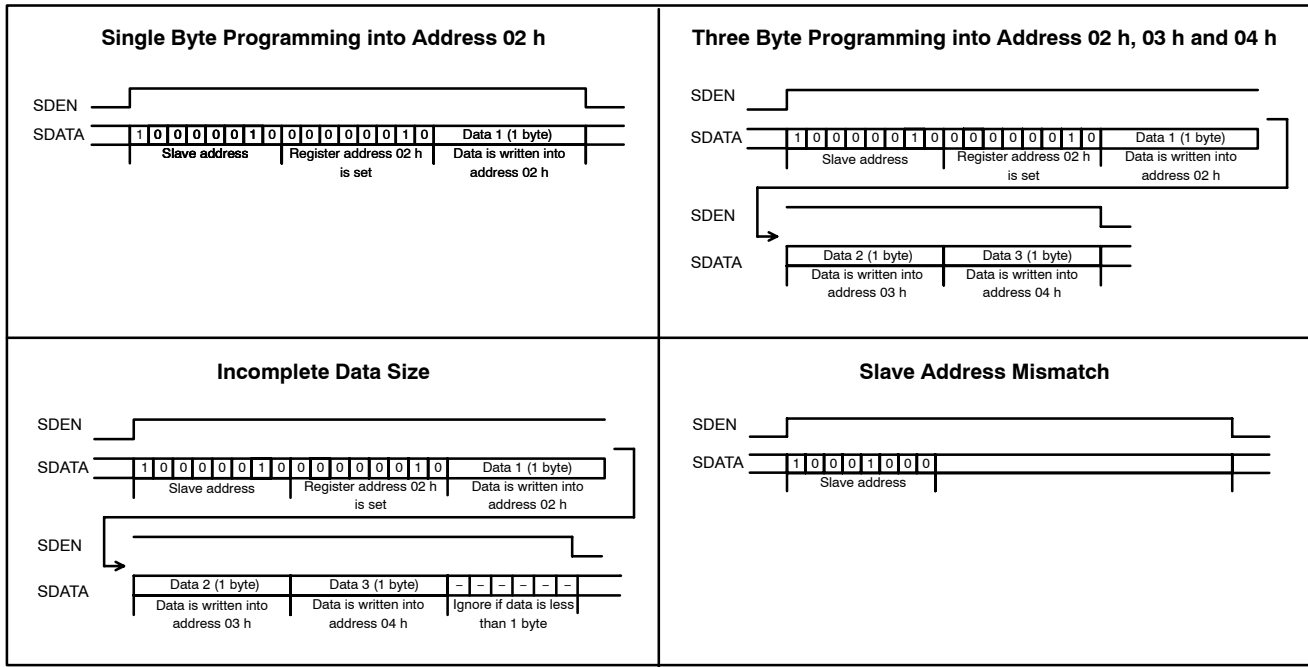 Single Byte Programming into Address 02 h
SDEN
SDATA
1 0 0 0 0 0 1 0 0 0 0 0 0 0 1 0 Data 1 (1 byte)
Slave address Register address 02 h Data is written into
is set address 02 h
Three Byte Programming into Address 02 h, 03 h and 04 h
SDEN
SDATA
1 0 0 0 0 0 1 0 0 0 0 0 0 0 1 0 Data 1 (1 byte)
Slave address Register address 02 h Data is written into
is set address 02 h
SDEN
SDATA
Data 2 (1 byte) Data 3 (1 byte)
Data is written into Data is written into
address 03 h address 04 h
Incomplete Data Size
SDEN
SDATA
1 0 0 0 0 0 1 0 0 0 0 0 0 0 1 0 Data 1 (1 byte)
Slave address Register address 02 h Data is written into
is set address 02 h
SDEN
SDATA
Data 2 (1 byte) Data 3 (1 byte) – – – – – –
Data is written into Data is written into Ignore if data is less
address 03 h address 04 h than 1 byte
Slave Address Mismatch
SDEN
SDATA
1 0 0 0 1 0 0 0
Slave address